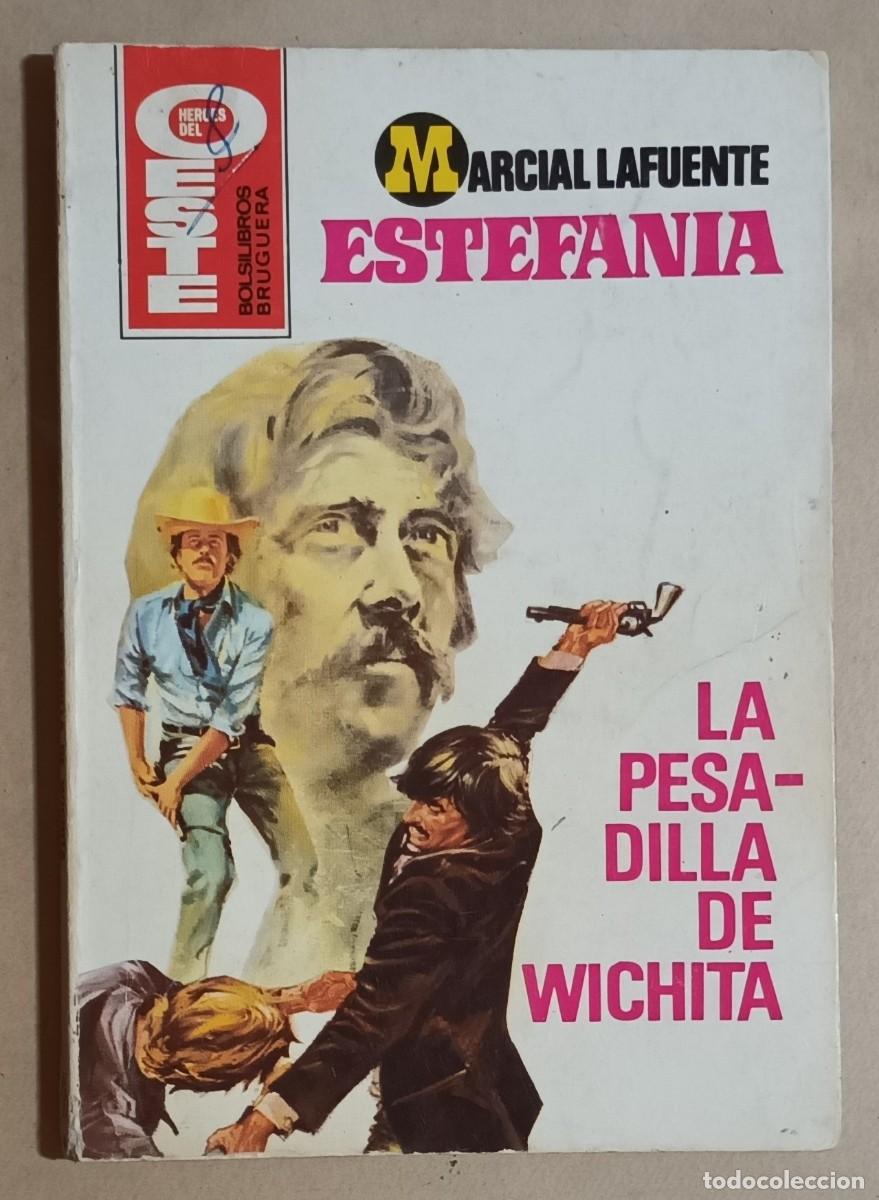 HEROES
DEL
OESTE
BOLSILIBROS
BRUGUERA
MARCIAL LAFUENTE
ESTEFANIA
LA
PESA-
DILLA
DE
WICHITA
todocoleccion